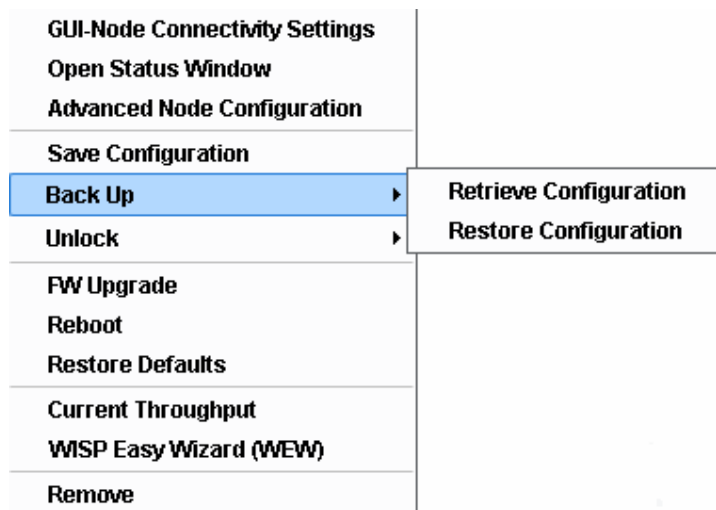 GUI-Node Connectivity Settings
Open Status Window
Advanced Node Configuration
Save Configuration
Back Up
Retrieve Configuration
Restore Configuration
Unlock
FW Upgrade
Reboot
Restore Defaults
Current Throughput
WISP Easy Wizard (WEW)
Remove